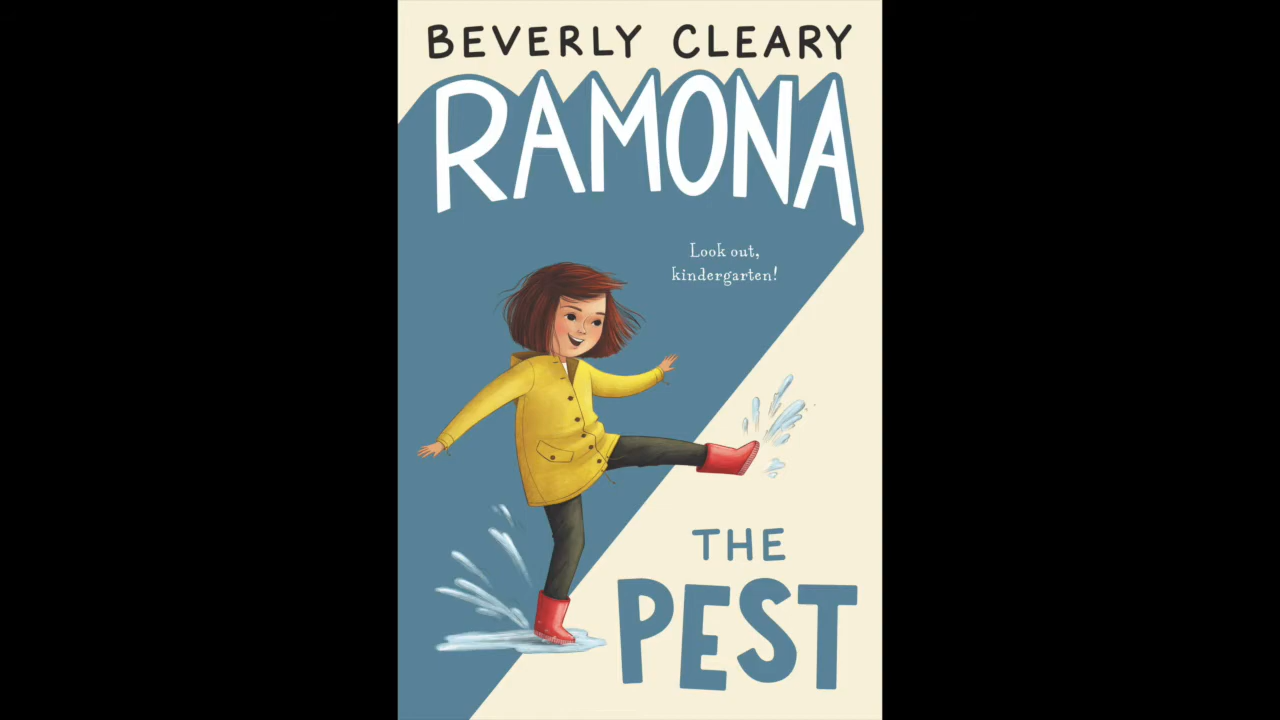 BEVERLY CLEARY
RAMONA
Look out,
kindergarten!
THE
PEST